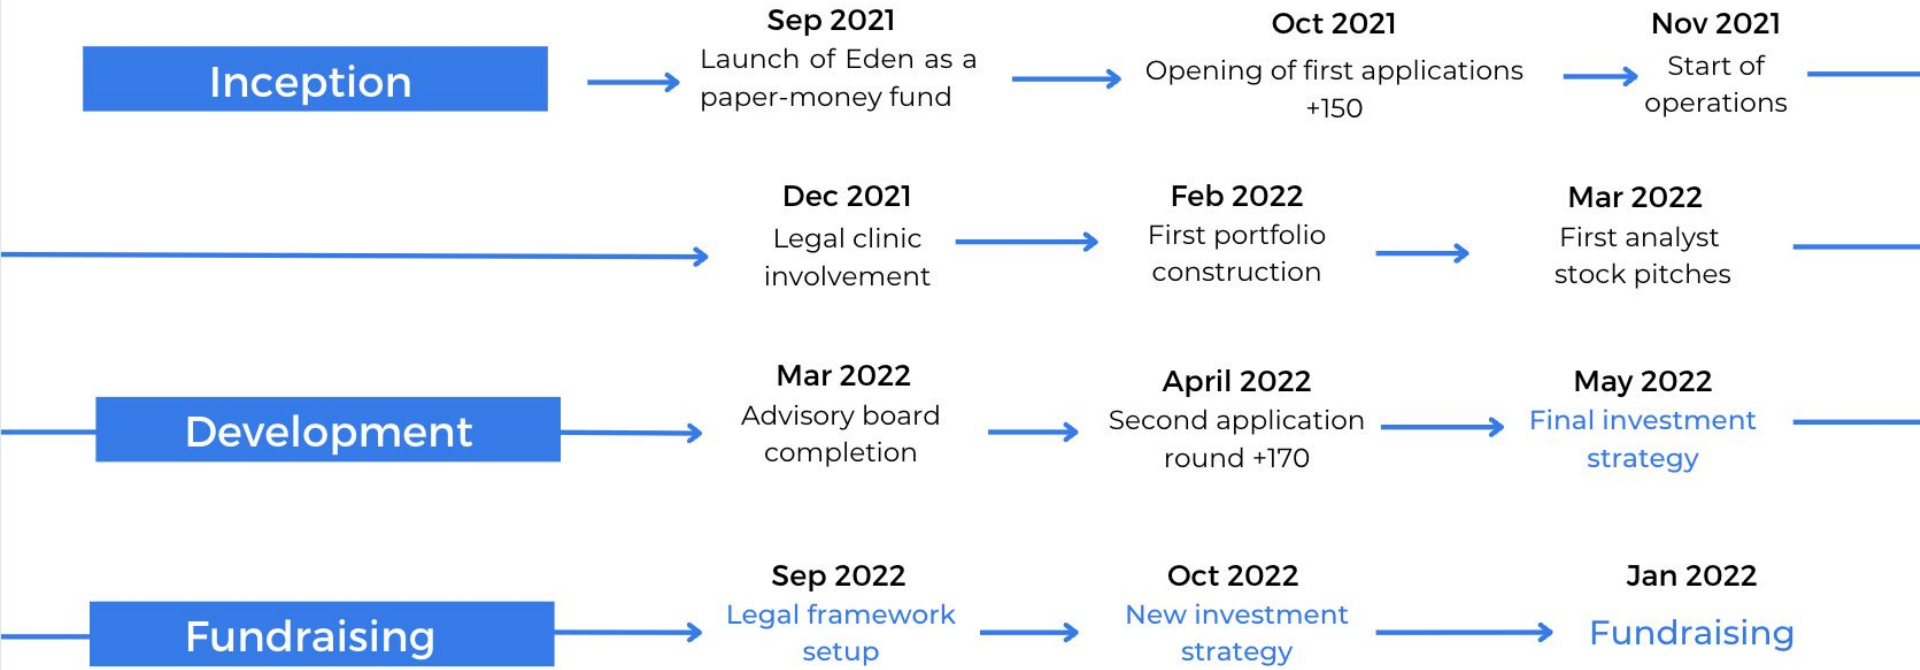 Inception
Sep 2021
Launch of Eden as a
paper-money fund
Oct 2021
Opening of first applications
+150
Nov 2021
Start of
operations
Dec 2021
Legal clinic
involvement
Feb 2022
First portfolio
construction
Mar 2022
First analyst
stock pitches
Development
Mar 2022
Advisory board
completion
April 2022
Second application
round +170
May 2022
Final investment
strategy
Fundraising
Sep 2022
Legal framework
setup
Oct 2022
New investment
strategy
Jan 2022
Fundraising